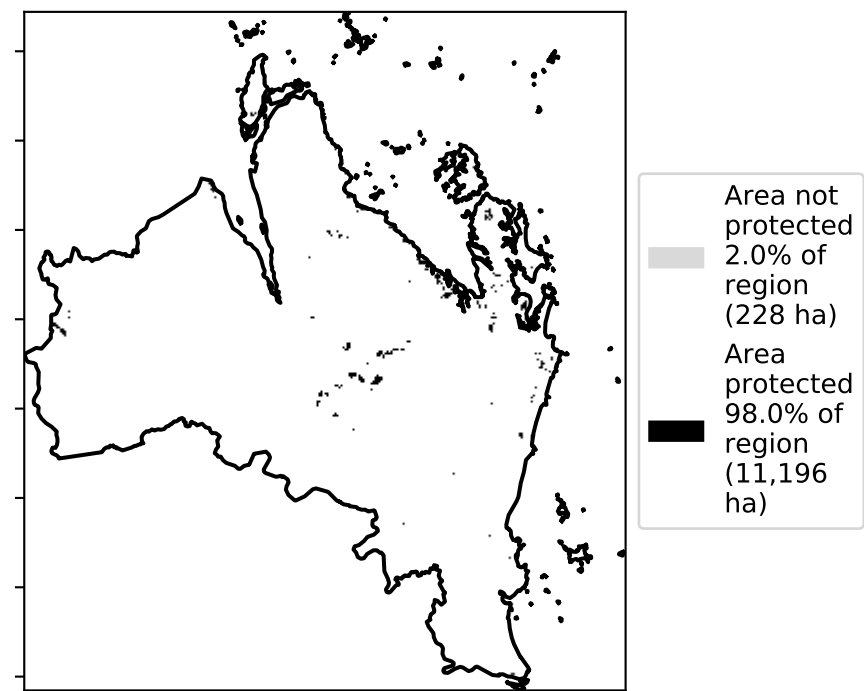 Area not
protected
2.0% of
region
(228 ha)
Area
protected
98.0% of
region
(11,196
ha)